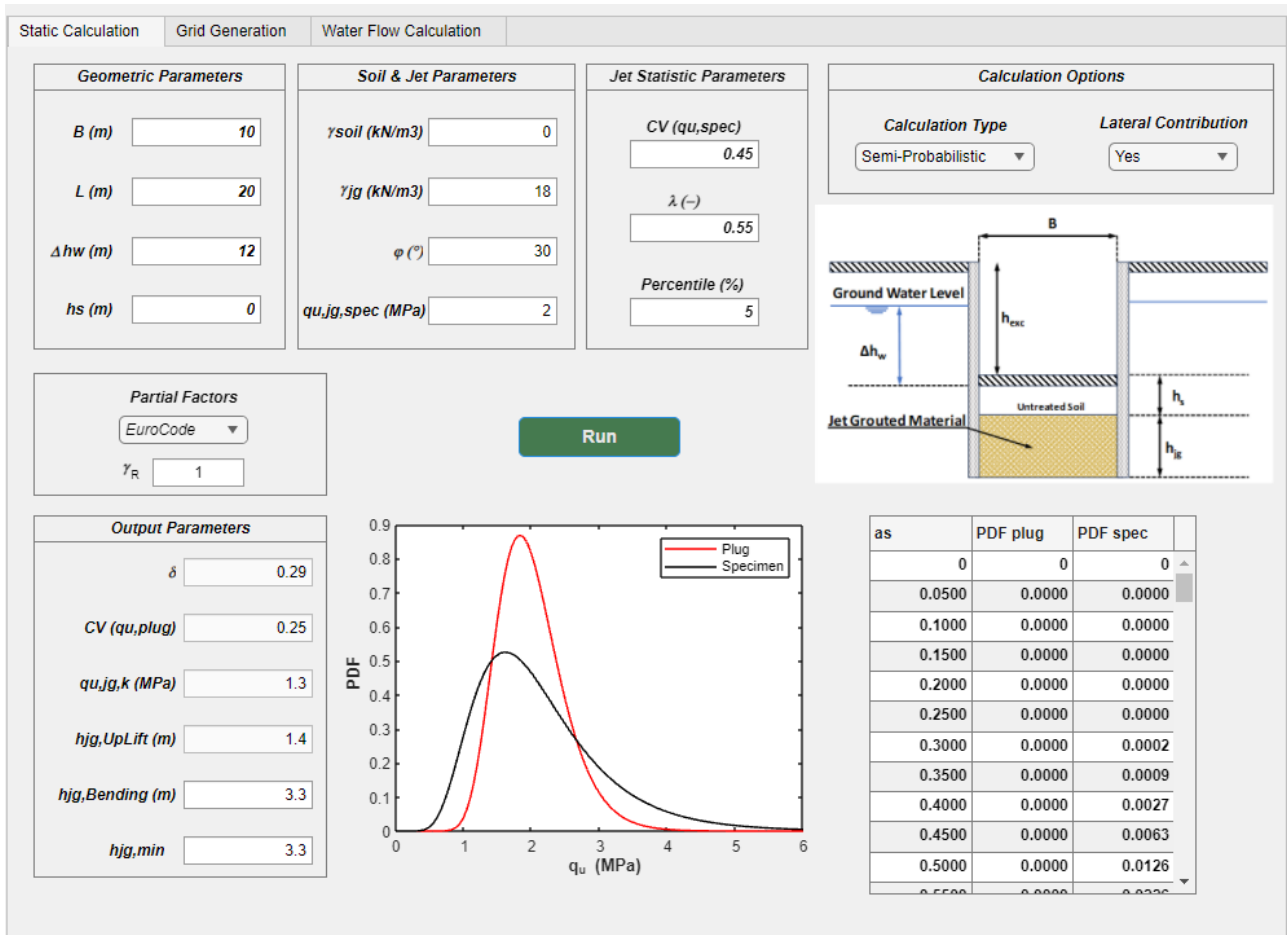 Static Calculation
Grid Generation
Water Flow Calculation
Geometric Parameters
B (m) 10
L (m) 20
Δhw (m) 12
hs (m) 0
Soil & Jet Parameters
γsoil (kN/m3) 0
γjg (kN/m3) 18
φ (°) 30
qu,jg,spec (MPa) 2
Jet Statistic Parameters
CV (qu,spec)
0.45
λ (–)
0.55
Percentile (%)
5
Calculation Options
Calculation Type
Semi-Probabilistic
Lateral Contribution
Yes
B
Ground Water Level
hexc
Δhw
hs
Untreated Soil
Jet Grouted Material
hjg
Partial Factors
EuroCode
γR 1
Run
Output Parameters
δ 0.29
CV (qu,plug) 0.25
qu,jg,k (MPa) 1.3
hjg,UpLift (m) 1.4
hjg,Bending (m) 3.3
hjg,min 3.3
0.9
0.8
0.7
0.6
0.5
0.4
0.3
0.2
0.1
0
PDF
Plug
Specimen
0 1 2 3 4 5 6
qu (MPa)
as PDF plug PDF spec
0 0 0
0.0500 0.0000 0.0000
0.1000 0.0000 0.0000
0.1500 0.0000 0.0000
0.2000 0.0000 0.0000
0.2500 0.0000 0.0000
0.3000 0.0000 0.0002
0.3500 0.0000 0.0009
0.4000 0.0000 0.0027
0.4500 0.0000 0.0063
0.5000 0.0000 0.0126